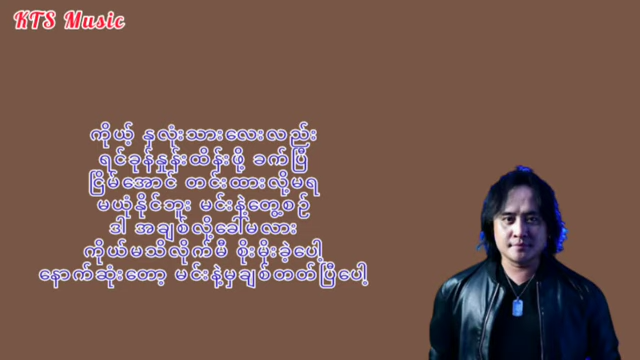 KTS Music
ကိုယ့် နှလုံးသားလေးလည်း
ရင်ခုန်နှုန်းထိန်းဖို့ ခက်ပြီ
ငြိမ်အောင် တင်းထားလို့မရ
မယုံနိုင်ဘူး မင်းနဲ့တွေ့စဉ်
ဒါ အချစ်လို့ခေါ်မလား
ကိုယ်မသိလိုက်မီ စိုးမိုးခဲ့ပေါ့
နောက်ဆုံးတော့ မင်းနဲ့မှချစ်တတ်ပြီပေါ့